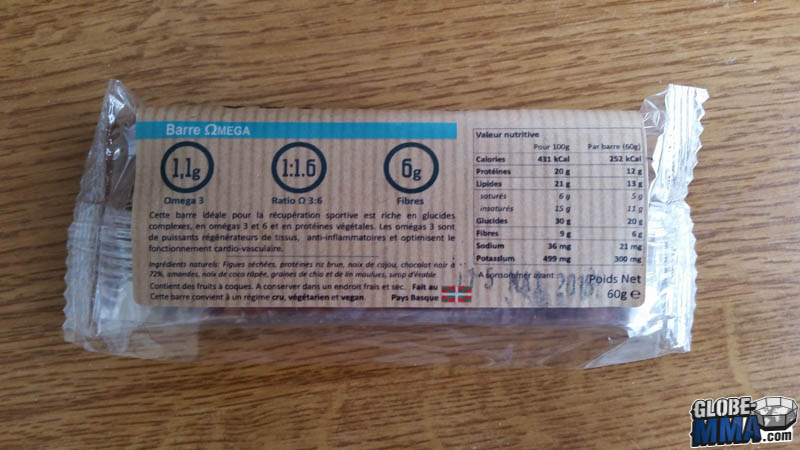 Barre ΩMEGA
1,1g
1:1.6
6g
Omega 3
Ratio Ω 3:6
Fibres
Cette barre idéale pour la récupération sportive est riche en glucides
complexes, en omégas 3 et 6 et en protéines végétales. Les omégas 3 sont
de puissants régénérateurs de tissus, anti-inflammatoires et optimisent le
fonctionnement cardio-vasculaire.
Ingrédients naturels: Figues séchées, protéines riz brun, noix de cajou, chocolat noir à
72%, amandes, noix de coco râpée, graines de chia et de lin moulues, sirop d'érable.
Contient des fruits à coques. A conserver dans un endroit frais et sec.
Cette barre convient à un régime cru, végétarien et vegan.
Fait au
Pays Basque
Valeur nutritive
Pour 100g Par barre (60g)
Calories 431 kCal 252 kCal
Protéines 20 g 12 g
Lipides 21 g 13 g
saturés 6 g 5 g
insaturés 15 g 11 g
Glucides 30 g 20 g
Fibres 9 g 6 g
Sodium 36 mg 21 mg
Potassium 499 mg 300 mg
A consommer avant
Poids Net
60g e
GLOBE-
MMA.com